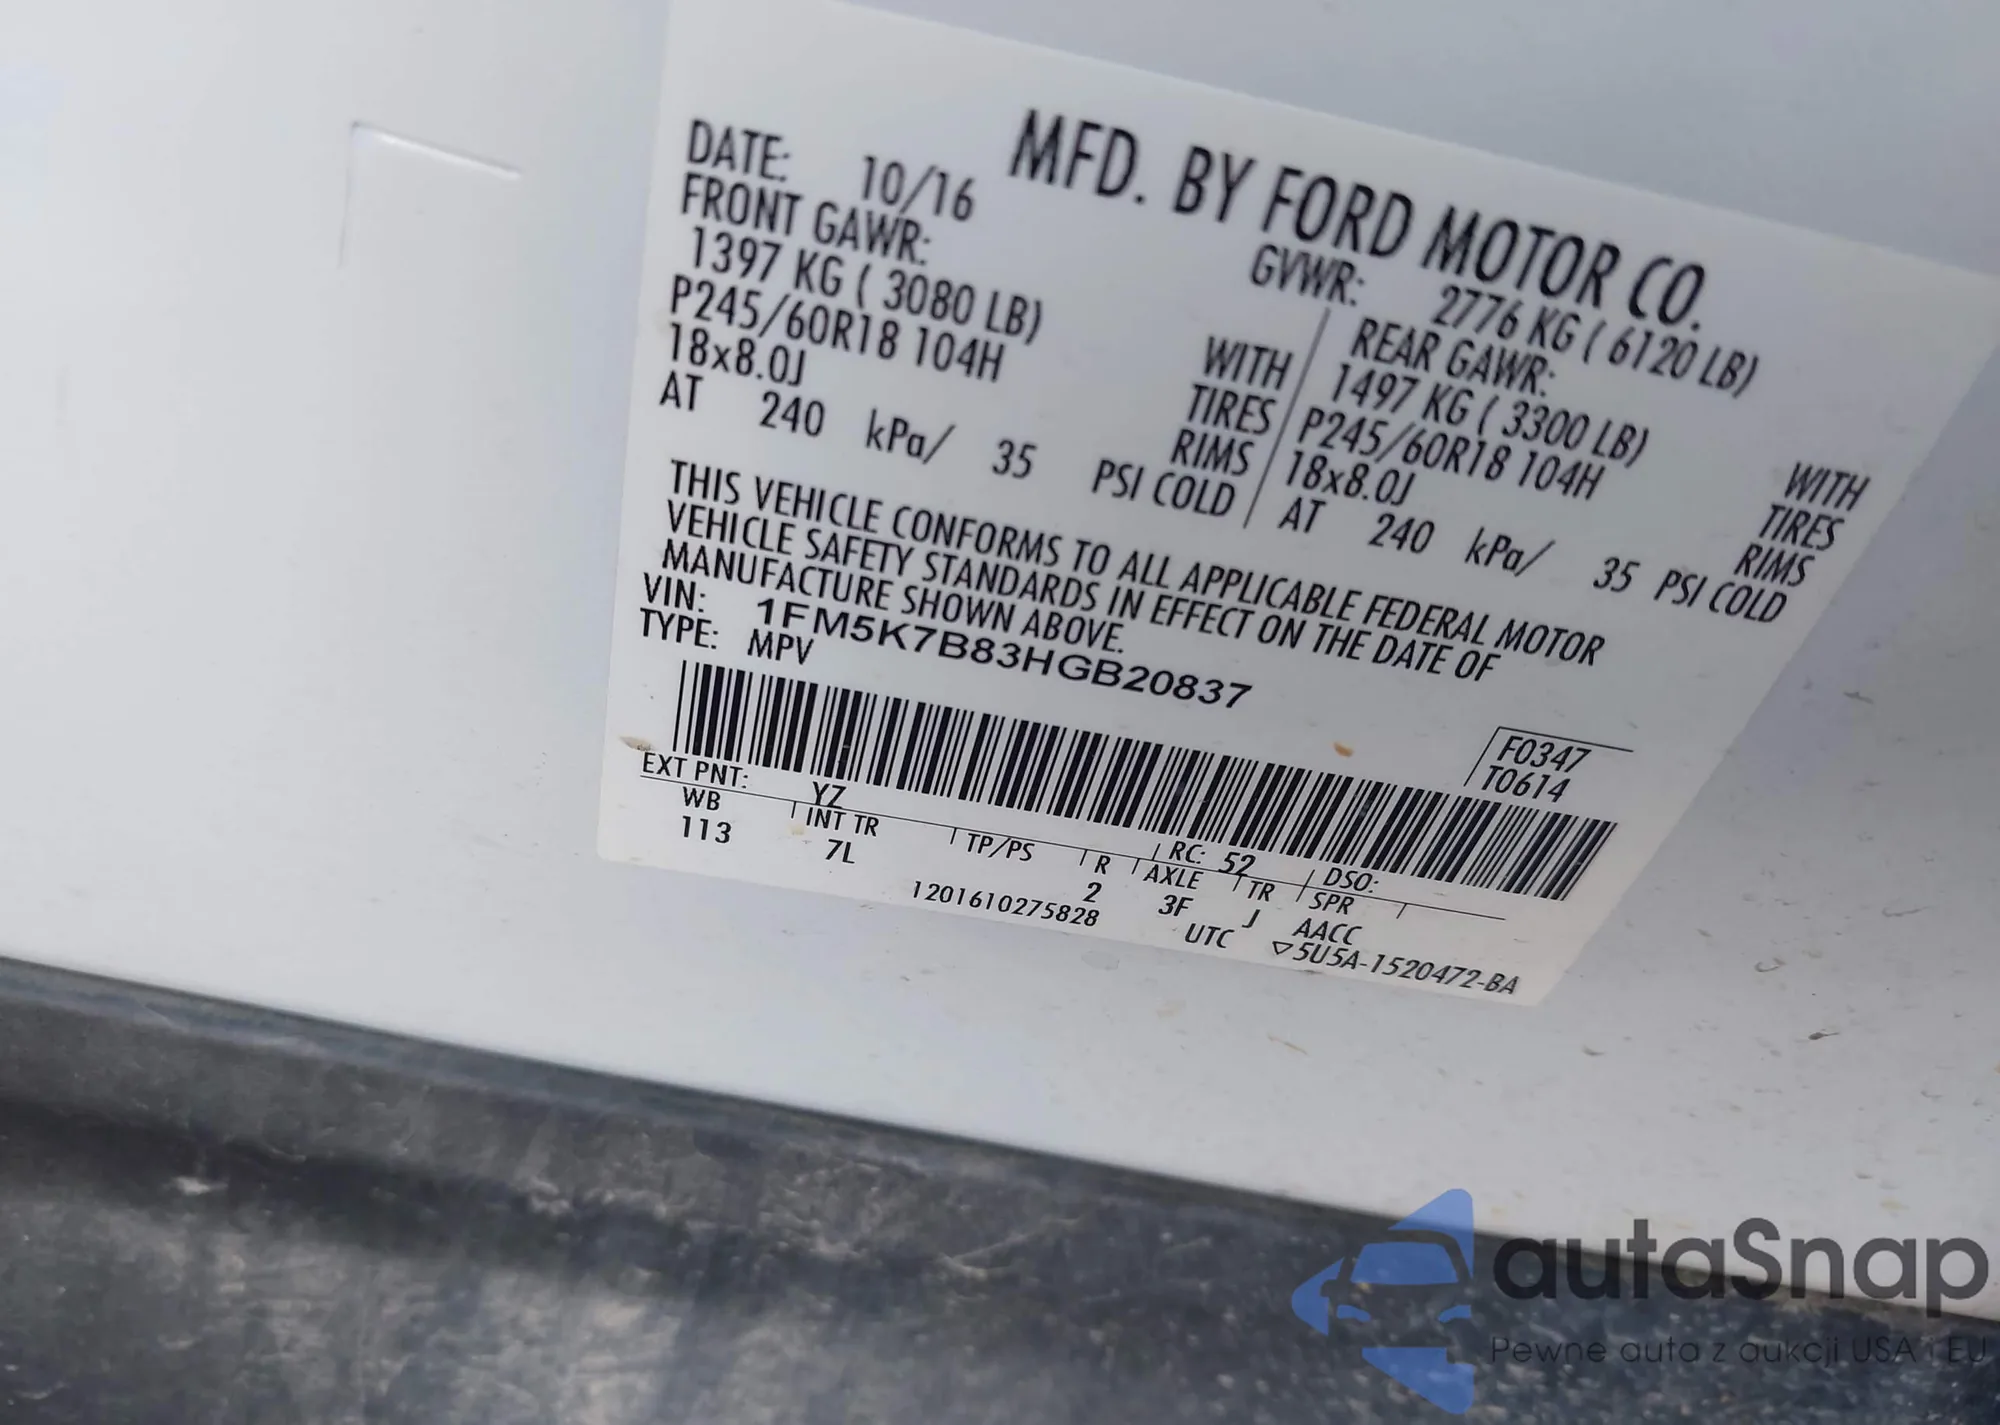 MFD. BY FORD MOTOR CO.
DATE: 10/16
GVWR: 2776 KG ( 6120 LB)
FRONT GAWR:
REAR GAWR:
1397 KG ( 3080 LB) WITH
1497 KG ( 3300 LB) WITH
P245/60R18 104H TIRES
P245/60R18 104H TIRES
18x8.0J RIMS
18x8.0J RIMS
AT 240 kPa/ 35 PSI COLD
AT 240 kPa/ 35 PSI COLD
THIS VEHICLE CONFORMS TO ALL APPLICABLE FEDERAL MOTOR
VEHICLE SAFETY STANDARDS IN EFFECT ON THE DATE OF
MANUFACTURE SHOWN ABOVE.
VIN: 1FM5K7B83HGB20837
TYPE: MPV
F0347
T0614
EXT PNT: YZ RC: 52 DSO:
WB INT TR TP/PS R AXLE TR SPR
113 7L 2 3F J AACC
1201610275828 UTC ▽5U5A-1520472-BA
autaSnap
Pewne auta z aukcji USA i EU